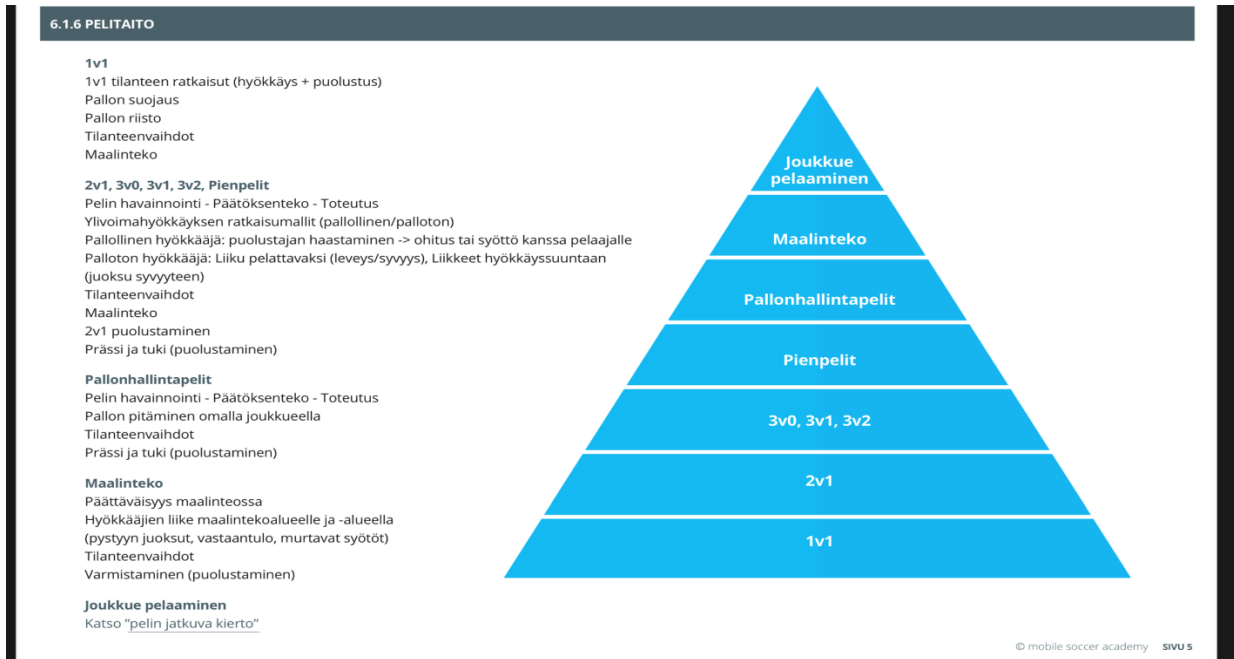 6.1.6 PELITAITO
1v1
1v1 tilanteen ratkaisut (hyökkäys + puolustus)
Pallon suojaus
Pallon riisto
Tilanteenvaihdot
Maalinteko
2v1, 3v0, 3v1, 3v2, Pienpelit
Pelin havainnointi - Päätöksenteko - Toteutus
Ylivoimahyökkäyksen ratkaisumallit (pallollinen/palloton)
Pallollinen hyökkääjä: puolustajan haastaminen -> ohitus tai syöttö kanssa pelaajalle
Palloton hyökkääjä: Liiku pelattavaksi (leveys/syvyys), Liikkeet hyökkäyssuuntaan
(juoksu syvyyteen)
Tilanteenvaihdot
Maalinteko
2v1 puolustaminen
Prässi ja tuki (puolustaminen)
Pallonhallintapelit
Pelin havainnointi - Päätöksenteko - Toteutus
Pallon pitäminen omalla joukkueella
Tilanteenvaihdot
Prässi ja tuki (puolustaminen)
Maalinteko
Päättäväisyys maalinteossa
Hyökkääjien liike maalintekoalueelle ja -alueella
(pystyyn juoksut, vastaantulo, murtavat syötöt)
Tilanteenvaihdot
Varmistaminen (puolustaminen)
Joukkue pelaaminen
Katso "pelin jatkuva kierto"
Joukkue
pelaaminen
Maalinteko
Pallonhallintapelit
Pienpelit
3v0, 3v1, 3v2
2v1
1v1
© mobile soccer academy SIVU 5